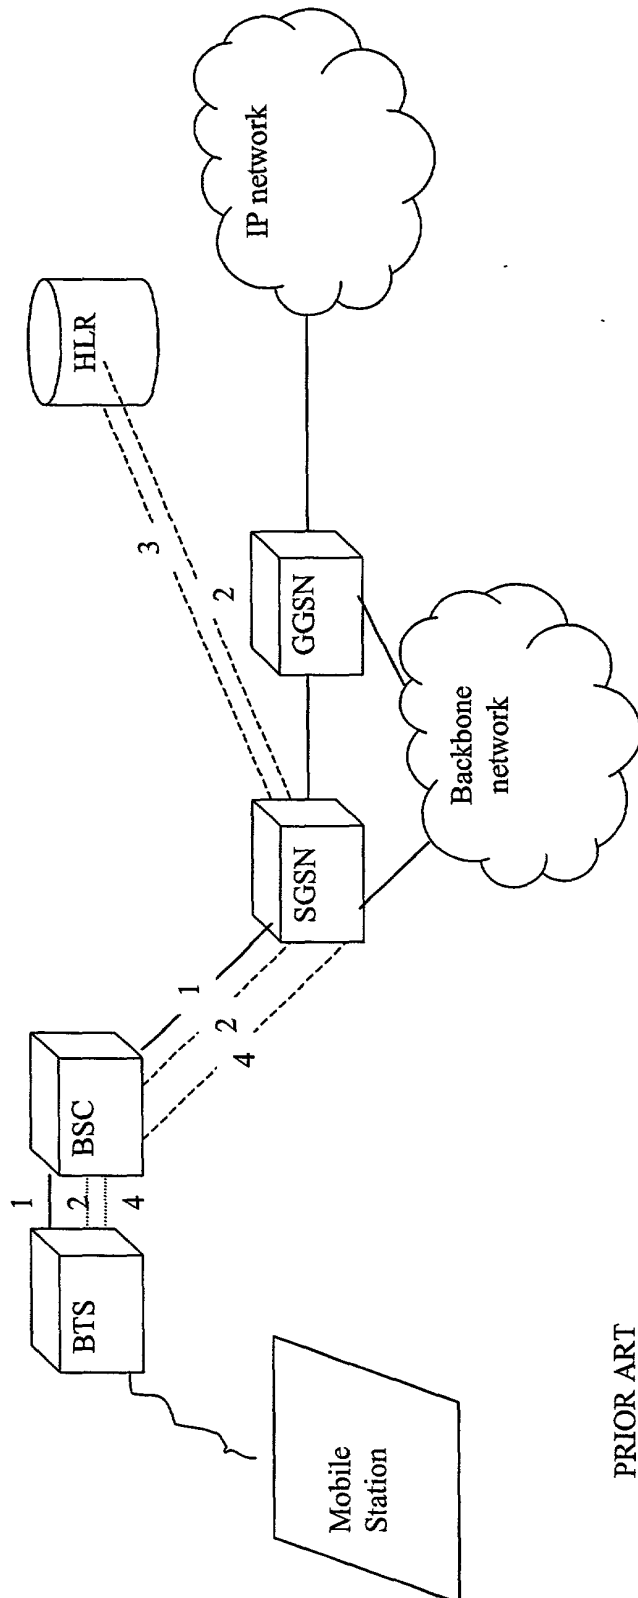 Mobile
Station
BTS
1
2
4
BSC
1
2
4
SGSN
Backbone
network
3
2
GGSN
HLR
IP network
PRIOR ART